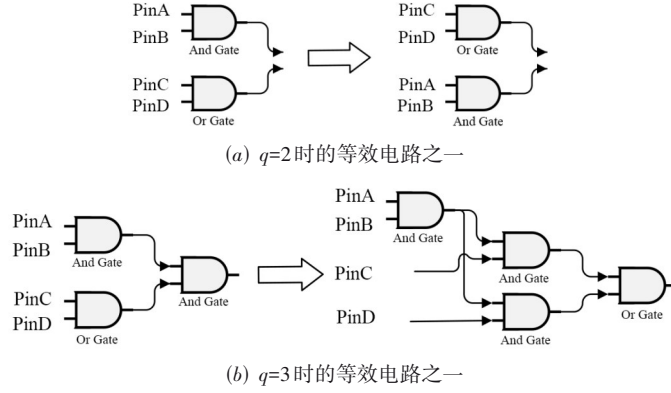 PinA
PinB
And Gate
PinC
PinD
Or Gate
PinC
PinD
Or Gate
PinA
PinB
And Gate
(a) q=2时的等效电路之一
PinA
PinB
And Gate
PinC
PinD
Or Gate
And Gate
PinA
PinB
And Gate
PinC
And Gate
PinD
And Gate
Or Gate
(b) q=3时的等效电路之一